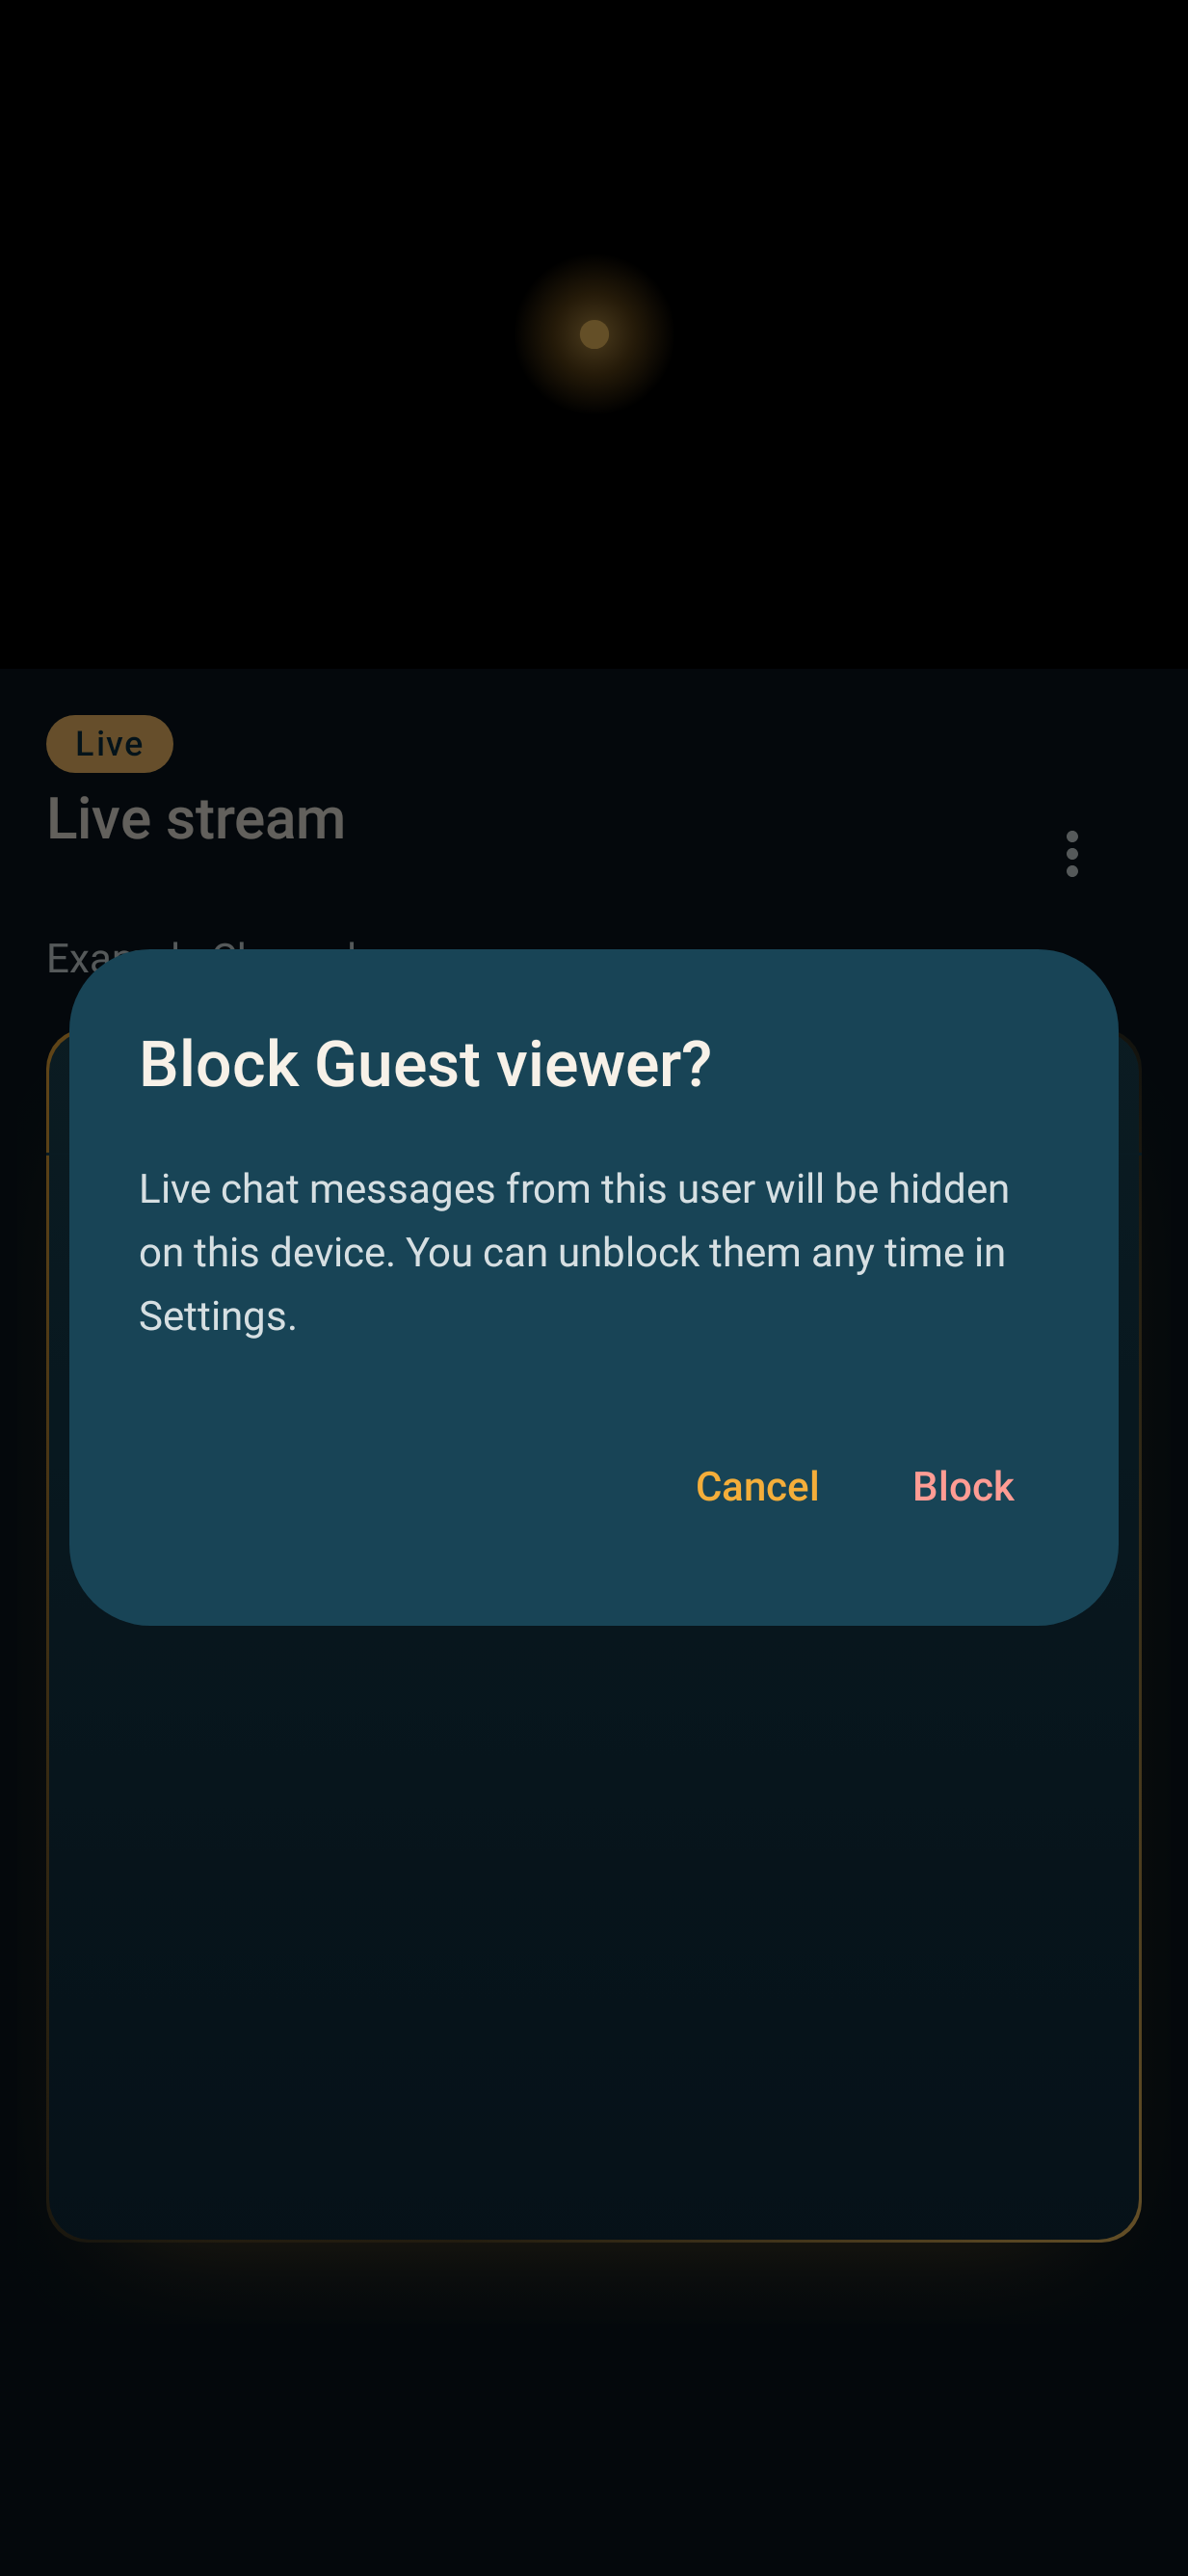 Live
Live stream
Block Guest viewer?
Live chat messages from this user will be hidden
on this device. You can unblock them any time in
Settings.
Cancel
Block